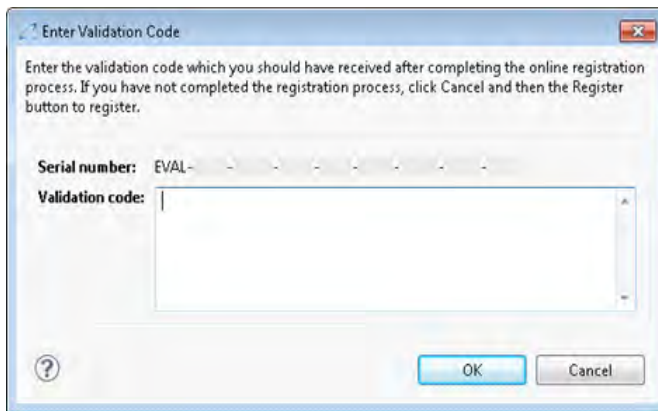 Enter Validation Code
Enter the validation code which you should have received after completing the online registration
process. If you have not completed the registration process, click Cancel and then the Register
button to register.
Serial number: EVAL- - - - - - - -
Validation code:
OK
Cancel